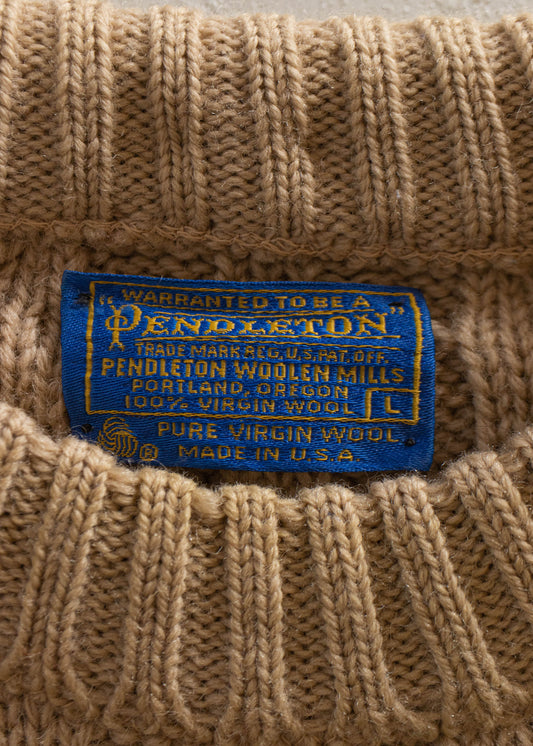 "WARRANTED TO BE A
PENDLETON"
TRADE MARK REG. U.S. PAT. OFF.
PENDLETON WOOLEN MILLS
PORTLAND, OREGON
100% VIRGIN WOOL L
® PURE VIRGIN WOOL
MADE IN U.S.A.